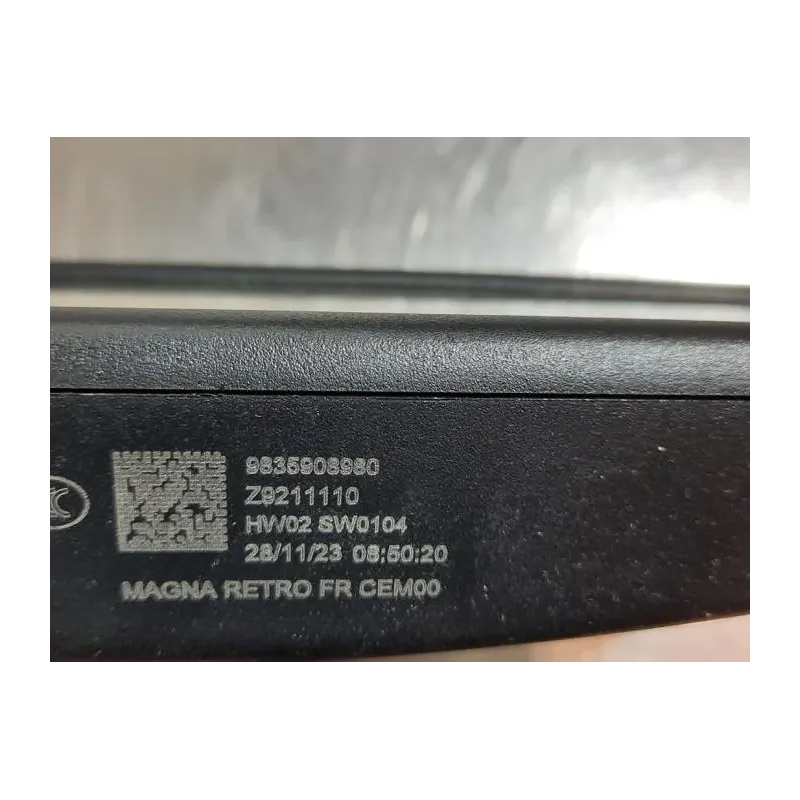 9835908980
Z9211110
HW02 SW0104
28/11/23 08:50:20
MAGNA RETRO FR CEM00